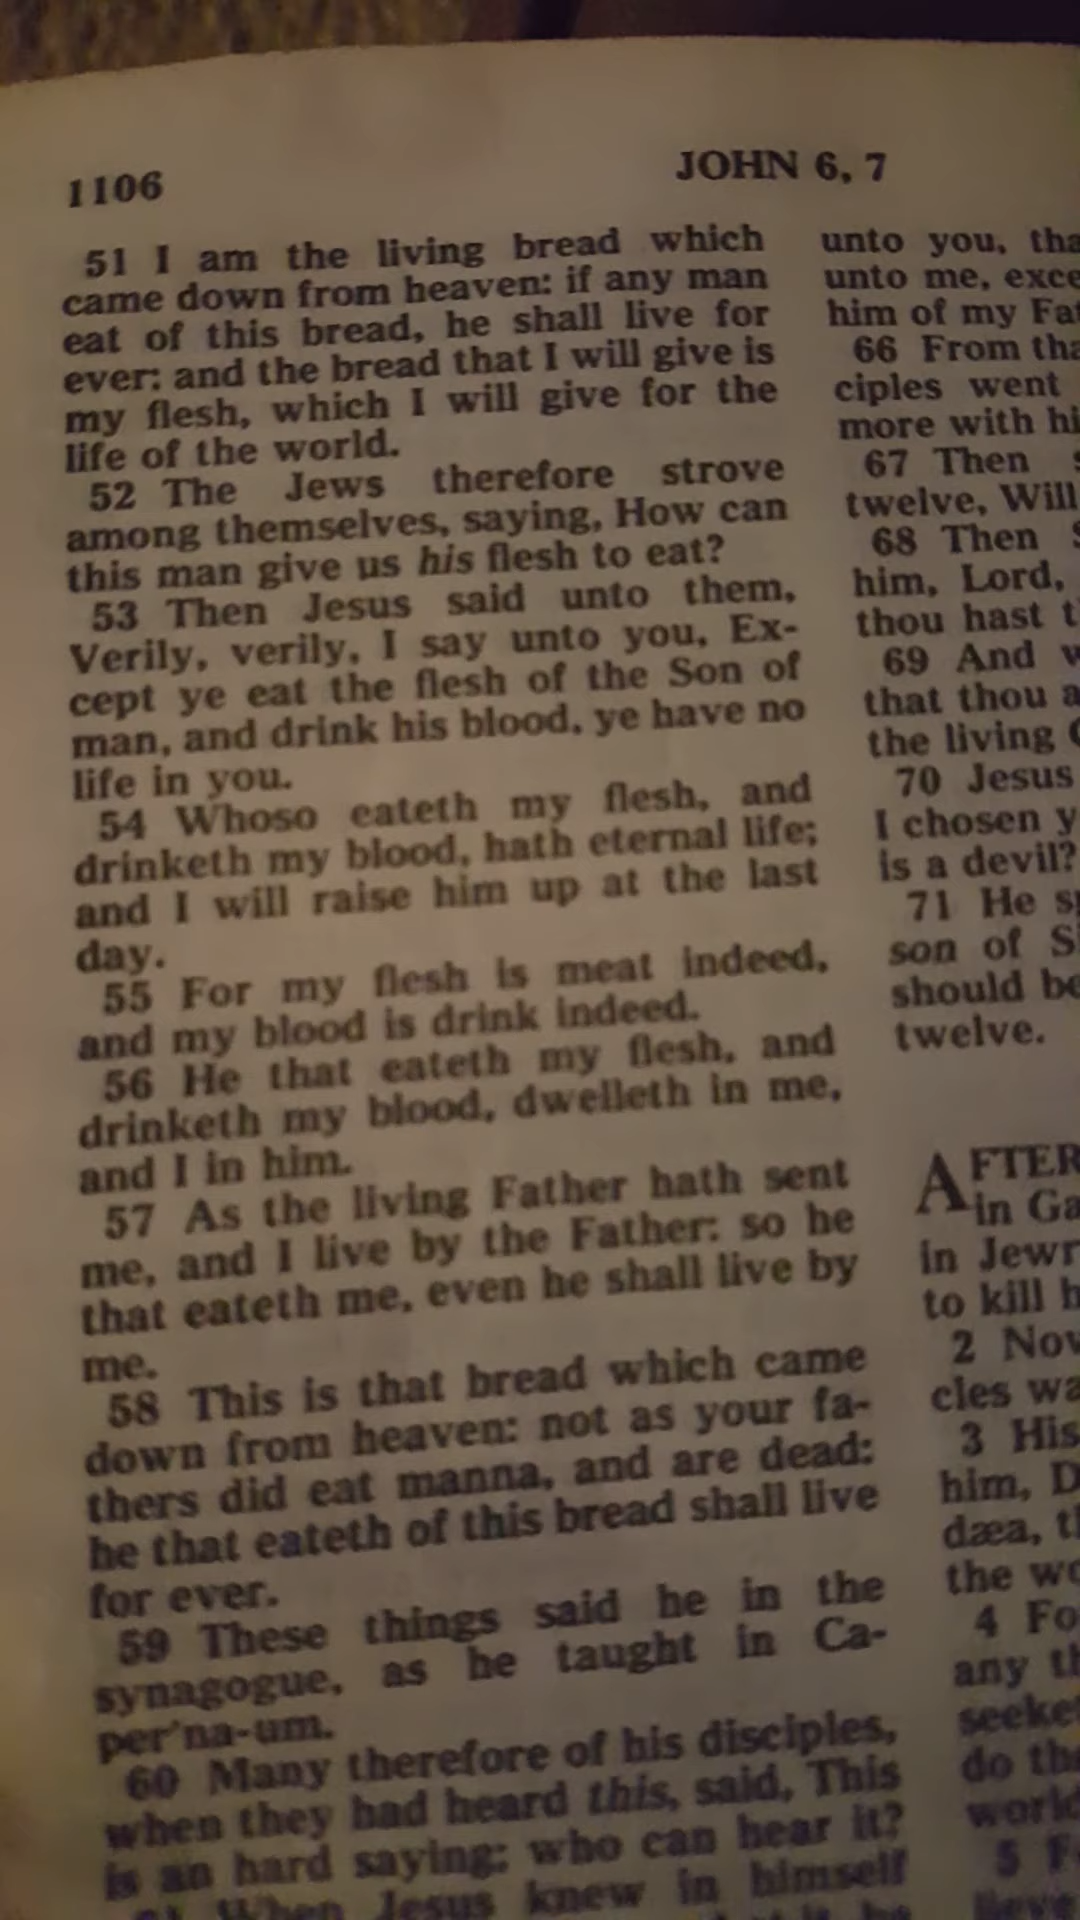 1106
JOHN 6, 7
51 I am the living bread which
came down from heaven: if any man
eat of this bread, he shall live for
ever: and the bread that I will give is
my flesh, which I will give for the
life of the world.
52 The Jews therefore strove
among themselves, saying, How can
this man give us his flesh to eat?
53 Then Jesus said unto them,
Verily, verily, I say unto you, Ex-
cept ye eat the flesh of the Son of
man, and drink his blood, ye have no
life in you.
54 Whoso eateth my flesh, and
drinketh my blood, hath eternal life;
and I will raise him up at the last
day.
55 For my flesh is meat indeed,
and my blood is drink indeed.
56 He that eateth my flesh, and
drinketh my blood, dwelleth in me,
and I in him.
57 As the living Father hath sent
me, and I live by the Father: so he
that eateth me, even he shall live by
me.
58 This is that bread which came
down from heaven: not as your fa-
thers did eat manna, and are dead:
he that eateth of this bread shall live
for ever.
59 These things said he in the
synagogue, as he taught in Ca-
per'na-um.
60 Many therefore of his disciples,
when they had heard this, said, This
is an hard saying; who can hear it?
When Jesus knew in himself
unto you, tha
unto me, exce
him of my Fat
66 From tha
ciples went
more with hi
67 Then
twelve, Will
68 Then S
him, Lord,
thou hast t
69 And w
that thou a
the living G
70 Jesus
I chosen y
is a devil?
71 He sp
son of Si
should be
twelve.
AFTER
in Ga
in Jewr
to kill h
2 Now
cles wa
3 His
him, D
dæa, th
the wo
4 Fo
any th
seeket
do the
world
5 F
lieve